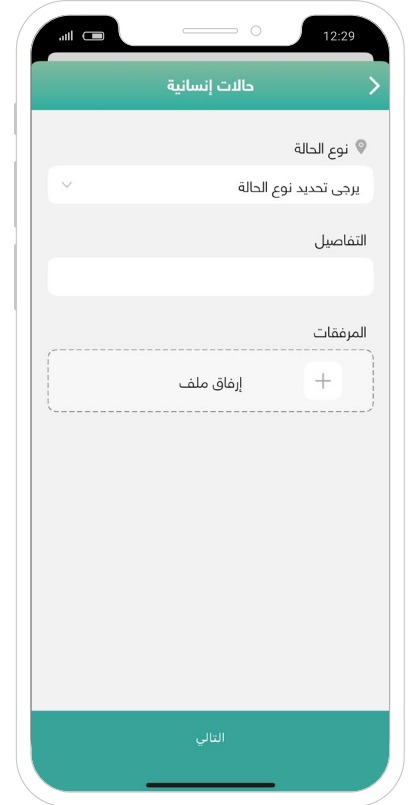 12:29
حالات إنسانية
نوع الحالة
يرجى تحديد نوع الحالة
التفاصيل
المرفقات
إرفاق ملف
التالي